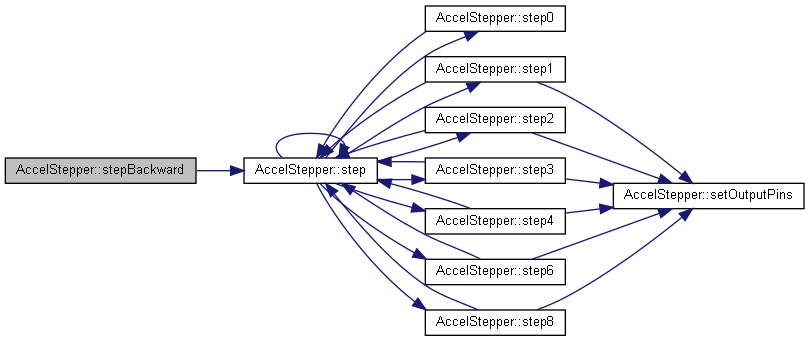 AccelStepper::stepBackward
AccelStepper::step
AccelStepper::step0
AccelStepper::step1
AccelStepper::step2
AccelStepper::step3
AccelStepper::step4
AccelStepper::step6
AccelStepper::step8
AccelStepper::setOutputPins